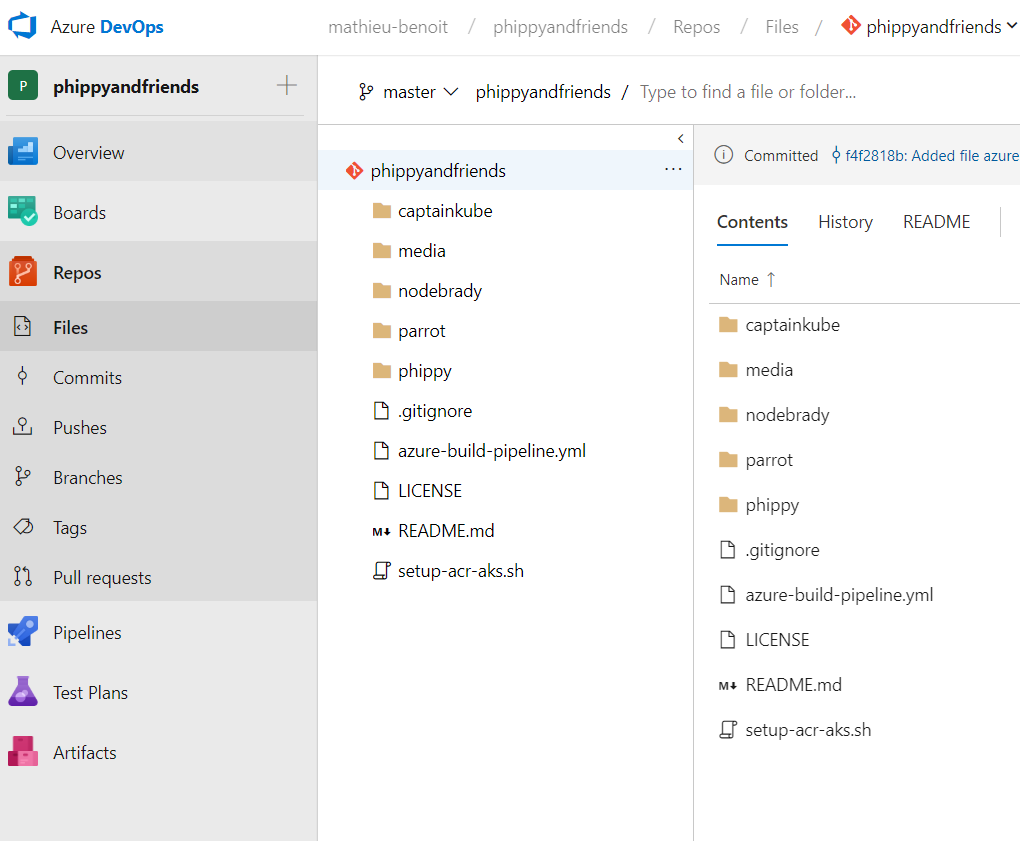 Azure DevOps
mathieu-benoit / phippyandfriends / Repos / Files / phippyandfriends
P phippyandfriends
Overview
Boards
Repos
Files
Commits
Pushes
Branches
Tags
Pull requests
Pipelines
Test Plans
Artifacts
master phippyandfriends / Type to find a file or folder...
phippyandfriends ...
captainkube
media
nodebrady
parrot
phippy
.gitignore
azure-build-pipeline.yml
LICENSE
README.md
setup-acr-aks.sh
Committed f4f2818b: Added file azure
Contents History README
Name ↑
captainkube
media
nodebrady
parrot
phippy
.gitignore
azure-build-pipeline.yml
LICENSE
README.md
setup-acr-aks.sh